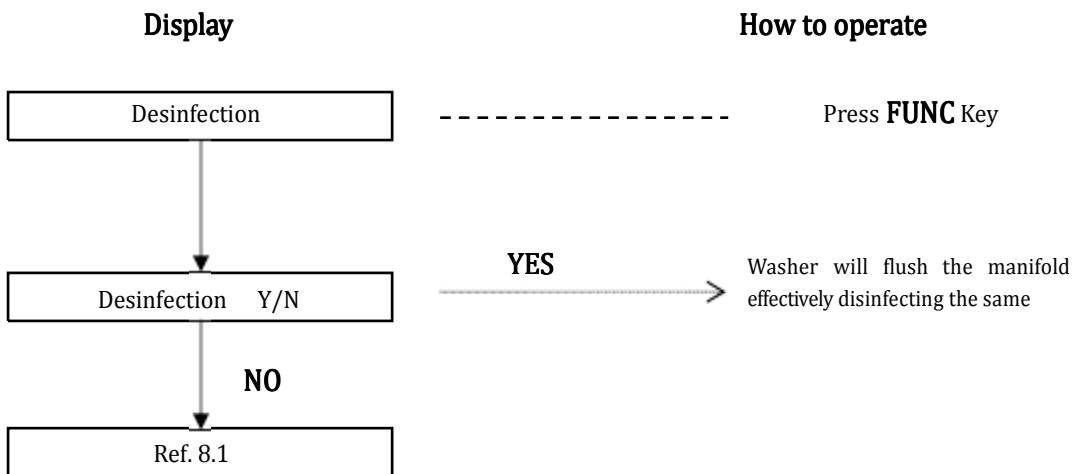 Display
How to operate
Desinfection
Press FUNC Key
YES
Desinfection Y/N
Washer will flush the manifold
effectively disinfecting the same
NO
Ref. 8.1